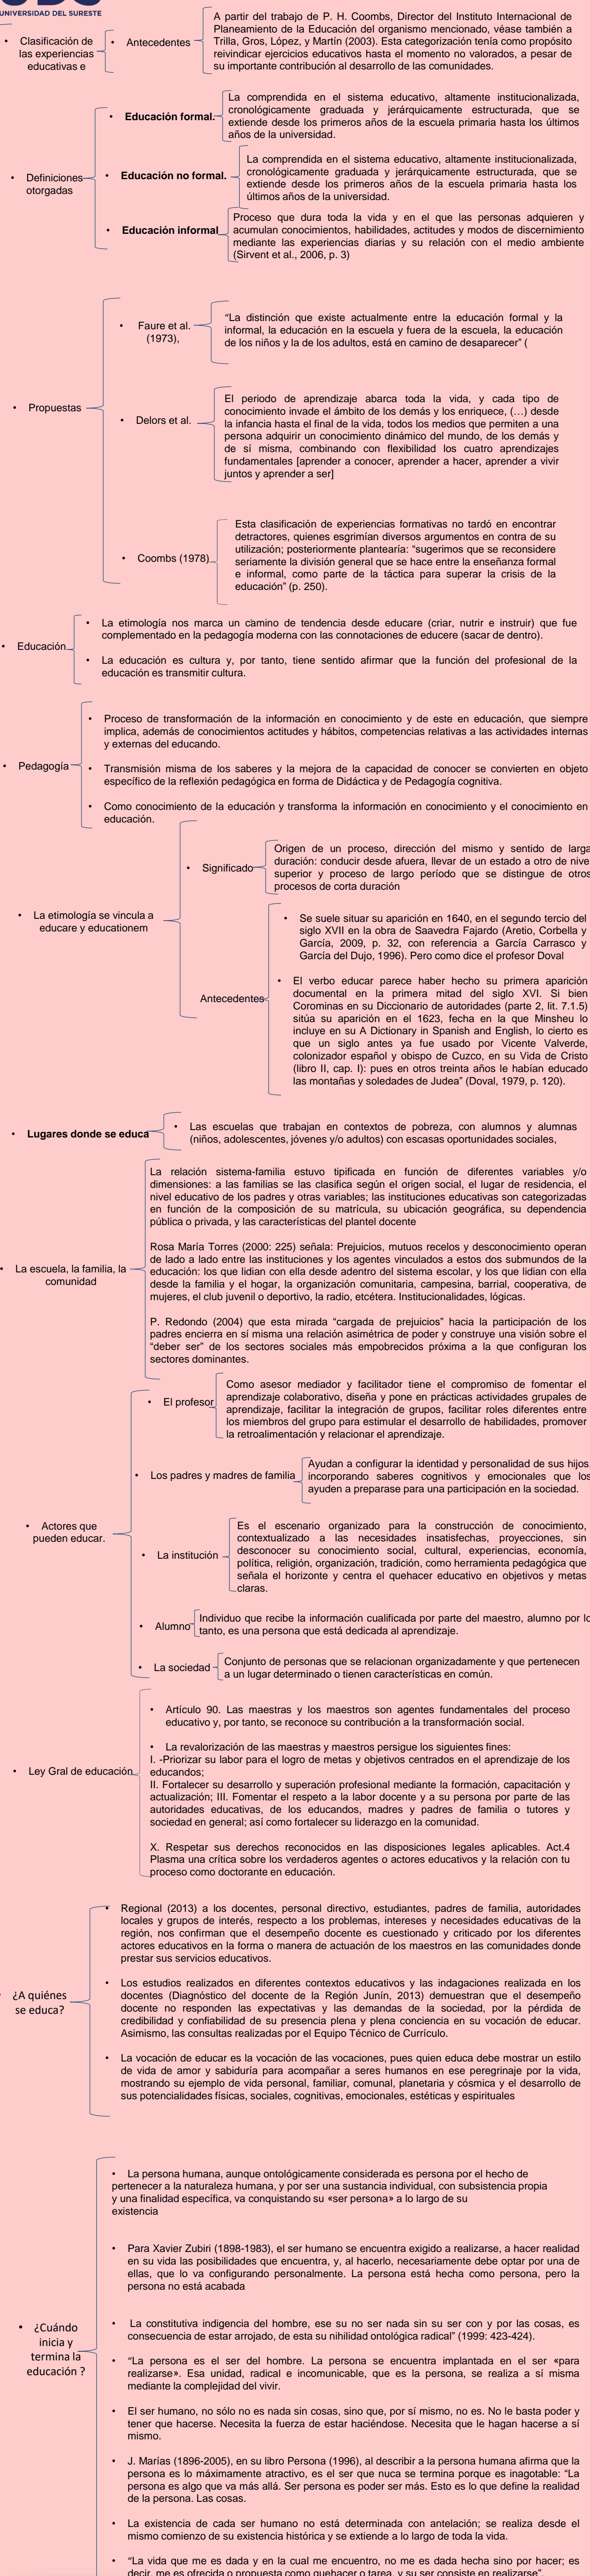 UNIVERSIDAD DEL SURESTE
• Clasificación de
las experiencias
educativas e
• Antecedentes
A partir del trabajo de P. H. Coombs, Director del Instituto Internacional de
Planeamiento de la Educación del organismo mencionado, véase también a
Trilla, Gros, López, y Martín (2003). Esta categorización tenía como propósito
reivindicar ejercicios educativos hasta el momento no valorados, a pesar de
su importante contribución al desarrollo de las comunidades.
• Definiciones
otorgadas
• Educación formal.
La comprendida en el sistema educativo, altamente institucionalizada,
cronológicamente graduada y jerárquicamente estructurada, que se
extiende desde los primeros años de la escuela primaria hasta los últimos
años de la universidad.
• Educación no formal.
La comprendida en el sistema educativo, altamente institucionalizada,
cronológicamente graduada y jerárquicamente estructurada, que se
extiende desde los primeros años de la escuela primaria hasta los
últimos años de la universidad.
• Educación informal
Proceso que dura toda la vida y en el que las personas adquieren y
acumulan conocimientos, habilidades, actitudes y modos de discernimiento
mediante las experiencias diarias y su relación con el medio ambiente
(Sirvent et al., 2006, p. 3)
• Propuestas
• Faure et al.
(1973),
“La distinción que existe actualmente entre la educación formal y la
informal, la educación en la escuela y fuera de la escuela, la educación
de los niños y la de los adultos, está en camino de desaparecer” (
• Delors et al.
El periodo de aprendizaje abarca toda la vida, y cada tipo de
conocimiento invade el ámbito de los demás y los enriquece, (…) desde
la infancia hasta el final de la vida, todos los medios que permiten a una
persona adquirir un conocimiento dinámico del mundo, de los demás y
de sí misma, combinando con flexibilidad los cuatro aprendizajes
fundamentales [aprender a conocer, aprender a hacer, aprender a vivir
juntos y aprender a ser]
• Coombs (1978)
Esta clasificación de experiencias formativas no tardó en encontrar
detractores, quienes esgrimían diversos argumentos en contra de su
utilización; posteriormente plantearía: “sugerimos que se reconsidere
seriamente la división general que se hace entre la enseñanza formal
e informal, como parte de la táctica para superar la crisis de la
educación” (p. 250).
• Educación
• La etimología nos marca un camino de tendencia desde educare (criar, nutrir e instruir) que fue
complementado en la pedagogía moderna con las connotaciones de educere (sacar de dentro).
• La educación es cultura y, por tanto, tiene sentido afirmar que la función del profesional de la
educación es transmitir cultura.
• Pedagogía
• Proceso de transformación de la información en conocimiento y de este en educación, que siempre
implica, además de conocimientos actitudes y hábitos, competencias relativas a las actividades internas
y externas del educando.
• Transmisión misma de los saberes y la mejora de la capacidad de conocer se convierten en objeto
específico de la reflexión pedagógica en forma de Didáctica y de Pedagogía cognitiva.
• Como conocimiento de la educación y transforma la información en conocimiento y el conocimiento en
educación.
• La etimología se vincula a
educare y educationem
• Significado
Origen de un proceso, dirección del mismo y sentido de larga
duración: conducir desde afuera, llevar de un estado a otro de nivel
superior y proceso de largo período que se distingue de otros
procesos de corta duración
Antecedentes
• Se suele situar su aparición en 1640, en el segundo tercio del
siglo XVII en la obra de Saavedra Fajardo (Aretio, Corbella y
García, 2009, p. 32, con referencia a García Carrasco y
García del Dujo, 1996). Pero como dice el profesor Doval
• El verbo educar parece haber hecho su primera aparición
documental en la primera mitad del siglo XVI. Si bien
Corominas en su Diccionario de autoridades (parte 2, lit. 7.1.5)
sitúa su aparición en el 1623, fecha en la que Minsheu lo
incluye en su A Dictionary in Spanish and English, lo cierto es
que un siglo antes ya fue usado por Vicente Valverde,
colonizador español y obispo de Cuzco, en su Vida de Cristo
(libro II, cap. I): pues en otros treinta años le habían educado
las montañas y soledades de Judea” (Doval, 1979, p. 120).
• Lugares donde se educa
• Las escuelas que trabajan en contextos de pobreza, con alumnos y alumnas
(niños, adolescentes, jóvenes y/o adultos) con escasas oportunidades sociales,
• La escuela, la familia, la
comunidad
La relación sistema-familia estuvo tipificada en función de diferentes variables y/o
dimensiones: a las familias se las clasifica según el origen social, el lugar de residencia, el
nivel educativo de los padres y otras variables; las instituciones educativas son categorizadas
en función de la composición de su matrícula, su ubicación geográfica, su dependencia
pública o privada, y las características del plantel docente
Rosa María Torres (2000: 225) señala: Prejuicios, mutuos recelos y desconocimiento operan
de lado a lado entre las instituciones y los agentes vinculados a estos dos submundos de la
educación: los que lidian con ella desde adentro del sistema escolar, y los que lidian con ella
desde la familia y el hogar, la organización comunitaria, campesina, barrial, cooperativa, de
mujeres, el club juvenil o deportivo, la radio, etcétera. Institucionalidades, lógicas.
P. Redondo (2004) que esta mirada “cargada de prejuicios” hacia la participación de los
padres encierra en sí misma una relación asimétrica de poder y construye una visión sobre el
“deber ser” de los sectores sociales más empobrecidos próxima a la que configuran los
sectores dominantes.
• Actores que
pueden educar.
• El profesor
Como asesor mediador y facilitador tiene el compromiso de fomentar el
aprendizaje colaborativo, diseña y pone en prácticas actividades grupales de
aprendizaje, facilitar la integración de grupos, facilitar roles diferentes entre
los miembros del grupo para estimular el desarrollo de habilidades, promover
la retroalimentación y relacionar el aprendizaje.
• Los padres y madres de familia
Ayudan a configurar la identidad y personalidad de sus hijos,
incorporando saberes cognitivos y emocionales que los
ayuden a prepararse para una participación en la sociedad.
• La institución
Es el escenario organizado para la construcción de conocimiento,
contextualizado a las necesidades insatisfechas, proyecciones, sin
desconocer su conocimiento social, cultural, experiencias, economía,
política, religión, organización, tradición, como herramienta pedagógica que
señala el horizonte y centra el quehacer educativo en objetivos y metas
claras.
• Alumno
Individuo que recibe la información cualificada por parte del maestro, alumno por lo
tanto, es una persona que está dedicada al aprendizaje.
• La sociedad
Conjunto de personas que se relacionan organizadamente y que pertenecen
a un lugar determinado o tienen características en común.
• Ley Gral de educación
• Artículo 90. Las maestras y los maestros son agentes fundamentales del proceso
educativo y, por tanto, se reconoce su contribución a la transformación social.
• La revalorización de las maestras y maestros persigue los siguientes fines:
I. -Priorizar su labor para el logro de metas y objetivos centrados en el aprendizaje de los
educandos;
II. Fortalecer su desarrollo y superación profesional mediante la formación, capacitación y
actualización; III. Fomentar el respeto a la labor docente y a su persona por parte de las
autoridades educativas, de los educandos, madres y padres de familia o tutores y
sociedad en general; así como fortalecer su liderazgo en la comunidad.
X. Respetar sus derechos reconocidos en las disposiciones legales aplicables. Act.4
Plasma una crítica sobre los verdaderos agentes o actores educativos y la relación con tu
proceso como doctorante en educación.
• ¿A quiénes
se educa?
• Regional (2013) a los docentes, personal directivo, estudiantes, padres de familia, autoridades
locales y grupos de interés, respecto a los problemas, intereses y necesidades educativas de la
región, nos confirman que el desempeño docente es cuestionado y criticado por los diferentes
actores educativos en la forma o manera de actuación de los maestros en las comunidades donde
prestar sus servicios educativos.
• Los estudios realizados en diferentes contextos educativos y las indagaciones realizada en los
docentes (Diagnóstico del docente de la Región Junín, 2013) demuestran que el desempeño
docente no responden las expectativas y las demandas de la sociedad, por la pérdida de
credibilidad y confiabilidad de su presencia plena y plena conciencia en su vocación de educar.
Asimismo, las consultas realizadas por el Equipo Técnico de Currículo.
• La vocación de educar es la vocación de las vocaciones, pues quien educa debe mostrar un estilo
de vida de amor y sabiduría para acompañar a seres humanos en ese peregrinaje por la vida,
mostrando su ejemplo de vida personal, familiar, comunal, planetaria y cósmica y el desarrollo de
sus potencialidades físicas, sociales, cognitivas, emocionales, estéticas y espirituales
• ¿Cuándo
inicia y
termina la
educación ?
• La persona humana, aunque ontológicamente considerada es persona por el hecho de
pertenecer a la naturaleza humana, y por ser una sustancia individual, con subsistencia propia
y una finalidad específica, va conquistando su «ser persona» a lo largo de su
existencia
• Para Xavier Zubiri (1898-1983), el ser humano se encuentra exigido a realizarse, a hacer realidad
en su vida las posibilidades que encuentra, y, al hacerlo, necesariamente debe optar por una de
ellas, que lo va configurando personalmente. La persona está hecha como persona, pero la
persona no está acabada
• La constitutiva indigencia del hombre, ese su no ser nada sin su ser con y por las cosas, es
consecuencia de estar arrojado, de esta su nihilidad ontológica radical” (1999: 423-424).
• “La persona es el ser del hombre. La persona se encuentra implantada en el ser «para
realizarse». Esa unidad, radical e incomunicable, que es la persona, se realiza a sí misma
mediante la complejidad del vivir.
• El ser humano, no sólo no es nada sin cosas, sino que, por sí mismo, no es. No le basta poder y
tener que hacerse. Necesita la fuerza de estar haciéndose. Necesita que le hagan hacerse a sí
mismo.
• J. Marías (1896-2005), en su libro Persona (1996), al describir a la persona humana afirma que la
persona es lo máximamente atractivo, es el ser que nuca se termina porque es inagotable: “La
persona es algo que va más allá. Ser persona es poder ser más. Esto es lo que define la realidad
de la persona. Las cosas.
• La existencia de cada ser humano no está determinada con antelación; se realiza desde el
mismo comienzo de su existencia histórica y se extiende a lo largo de toda la vida.
• “La vida que me es dada y en la cual me encuentro, no me es dada hecha sino por hacer; es
decir, me es ofrecida o propuesta como quehacer o tarea, y su ser consiste en realizarse”.